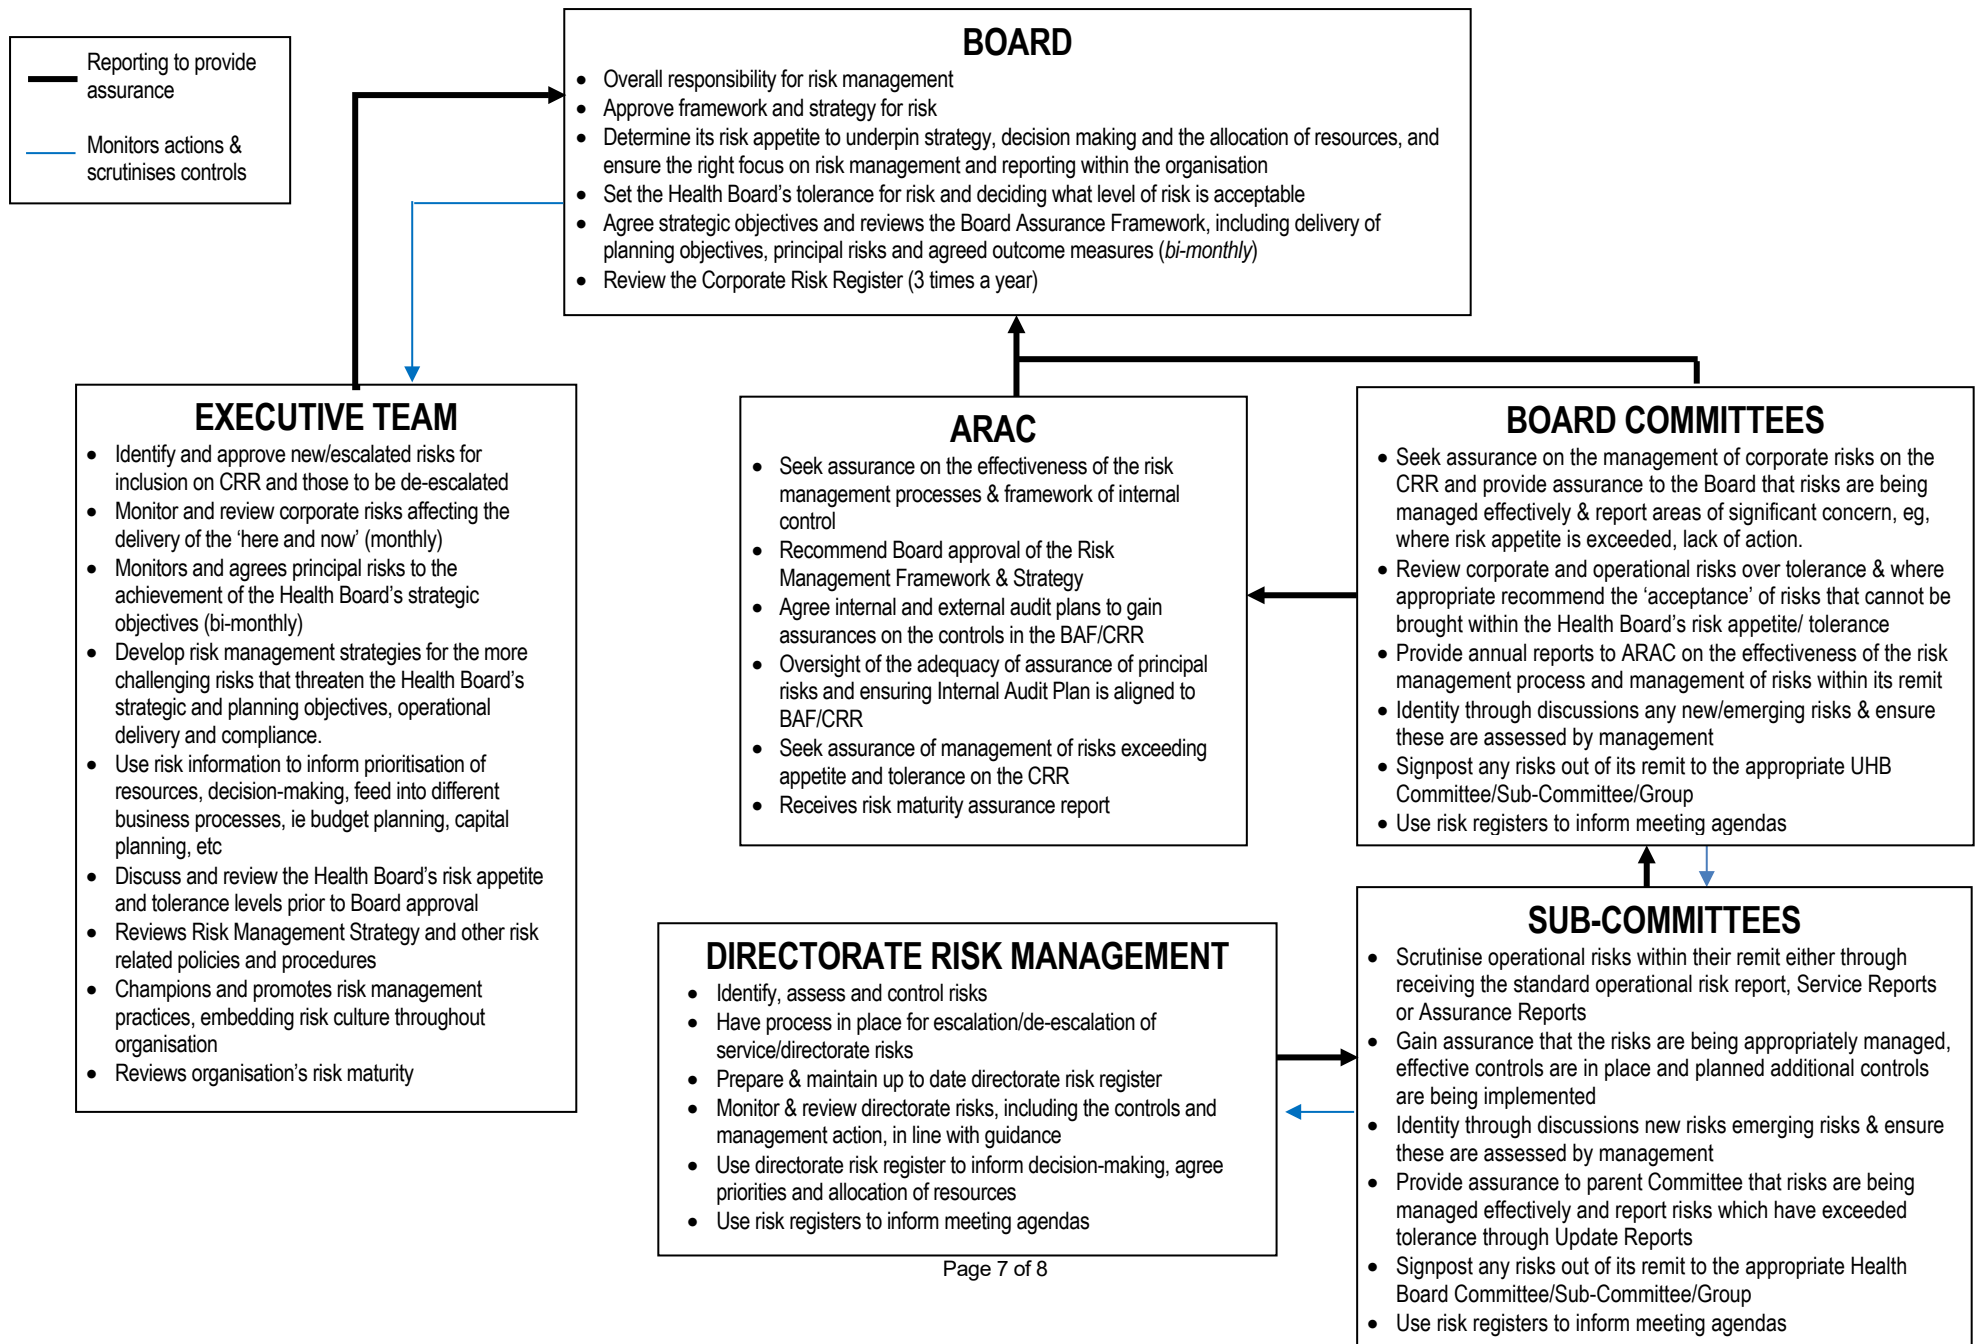 Reporting to provide
assurance
Monitors actions &
scrutinises controls
BOARD
• Overall responsibility for risk management
• Approve framework and strategy for risk
• Determine its risk appetite to underpin strategy, decision making and the allocation of resources, and
ensure the right focus on risk management and reporting within the organisation
• Set the Health Board’s tolerance for risk and deciding what level of risk is acceptable
• Agree strategic objectives and reviews the Board Assurance Framework, including delivery of
planning objectives, principal risks and agreed outcome measures (bi-monthly)
• Review the Corporate Risk Register (3 times a year)
EXECUTIVE TEAM
• Identify and approve new/escalated risks for
inclusion on CRR and those to be de-escalated
• Monitor and review corporate risks affecting the
delivery of the ‘here and now’ (monthly)
• Monitors and agrees principal risks to the
achievement of the Health Board’s strategic
objectives (bi-monthly)
• Develop risk management strategies for the more
challenging risks that threaten the Health Board’s
strategic and planning objectives, operational
delivery and compliance.
• Use risk information to inform prioritisation of
resources, decision-making, feed into different
business processes, ie budget planning, capital
planning, etc
• Discuss and review the Health Board’s risk appetite
and tolerance levels prior to Board approval
• Reviews Risk Management Strategy and other risk
related policies and procedures
• Champions and promotes risk management
practices, embedding risk culture throughout
organisation
• Reviews organisation’s risk maturity
ARAC
• Seek assurance on the effectiveness of the risk
management processes & framework of internal
control
• Recommend Board approval of the Risk
Management Framework & Strategy
• Agree internal and external audit plans to gain
assurances on the controls in the BAF/CRR
• Oversight of the adequacy of assurance of principal
risks and ensuring Internal Audit Plan is aligned to
BAF/CRR
• Seek assurance of management of risks exceeding
appetite and tolerance on the CRR
• Receives risk maturity assurance report
BOARD COMMITTEES
• Seek assurance on the management of corporate risks on the
CRR and provide assurance to the Board that risks are being
managed effectively & report areas of significant concern, eg,
where risk appetite is exceeded, lack of action.
• Review corporate and operational risks over tolerance & where
appropriate recommend the ‘acceptance’ of risks that cannot be
brought within the Health Board’s risk appetite/ tolerance
• Provide annual reports to ARAC on the effectiveness of the risk
management process and management of risks within its remit
• Identity through discussions any new/emerging risks & ensure
these are assessed by management
• Signpost any risks out of its remit to the appropriate UHB
Committee/Sub-Committee/Group
• Use risk registers to inform meeting agendas
DIRECTORATE RISK MANAGEMENT
• Identify, assess and control risks
• Have process in place for escalation/de-escalation of
service/directorate risks
• Prepare & maintain up to date directorate risk register
• Monitor & review directorate risks, including the controls and
management action, in line with guidance
• Use directorate risk register to inform decision-making, agree
priorities and allocation of resources
• Use risk registers to inform meeting agendas
SUB-COMMITTEES
• Scrutinise operational risks within their remit either through
receiving the standard operational risk report, Service Reports
or Assurance Reports
• Gain assurance that the risks are being appropriately managed,
effective controls are in place and planned additional controls
are being implemented
• Identity through discussions new risks emerging risks & ensure
these are assessed by management
• Provide assurance to parent Committee that risks are being
managed effectively and report risks which have exceeded
tolerance through Update Reports
• Signpost any risks out of its remit to the appropriate Health
Board Committee/Sub-Committee/Group
• Use risk registers to inform meeting agendas
Page 7 of 8